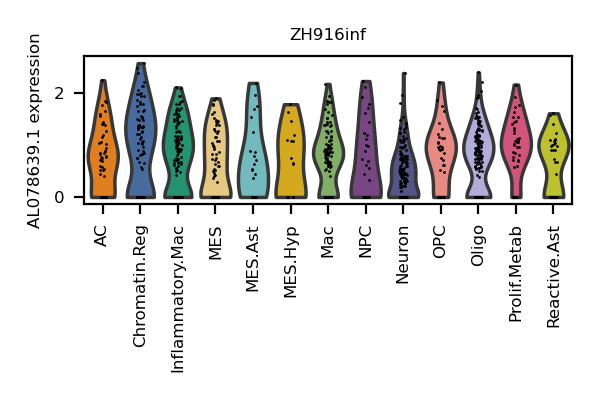 ZH916inf
AL078639.1 expression
2
0
AC
Chromatin.Reg
Inflammatory.Mac
MES
MES.Ast
MES.Hyp
Mac
NPC
Neuron
OPC
Oligo
Prolif.Metab
Reactive.Ast